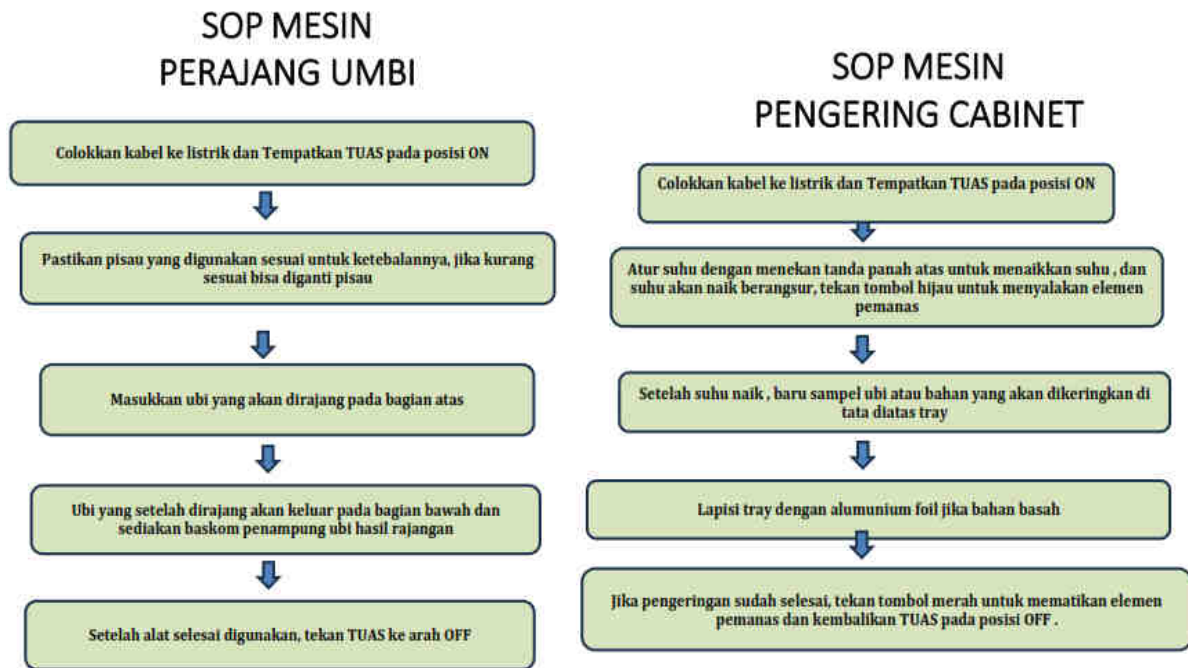 SOP MESIN
PERAJANG UMBI
Colokkan kabel ke listrik dan Tempatkan TUAS pada posisi ON
Pastikan pisau yang digunakan sesuai untuk ketebalannya, jika kurang
sesuai bisa diganti pisau
Masukkan ubi yang akan dirajang pada bagian atas
Ubi yang setelah dirajang akan keluar pada bagian bawah dan
sediakan baskom penampung ubi hasil rajangan
Setelah alat selesai digunakan, tekan TUAS ke arah OFF
SOP MESIN
PENGERING CABINET
Colokkan kabel ke listrik dan Tempatkan TUAS pada posisi ON
Atur suhu dengan menekan tanda panah atas untuk menaikkan suhu , dan
suhu akan naik berangsur, tekan tombol hijau untuk menyalakan elemen
pemanas
Setelah suhu naik , baru sampel ubi atau bahan yang akan dikeringkan di
tata diatas tray
Lapisi tray dengan alumunium foil jika bahan basah
Jika pengeringan sudah selesai, tekan tombol merah untuk mematikan elemen
pemanas dan kembalikan TUAS pada posisi OFF .